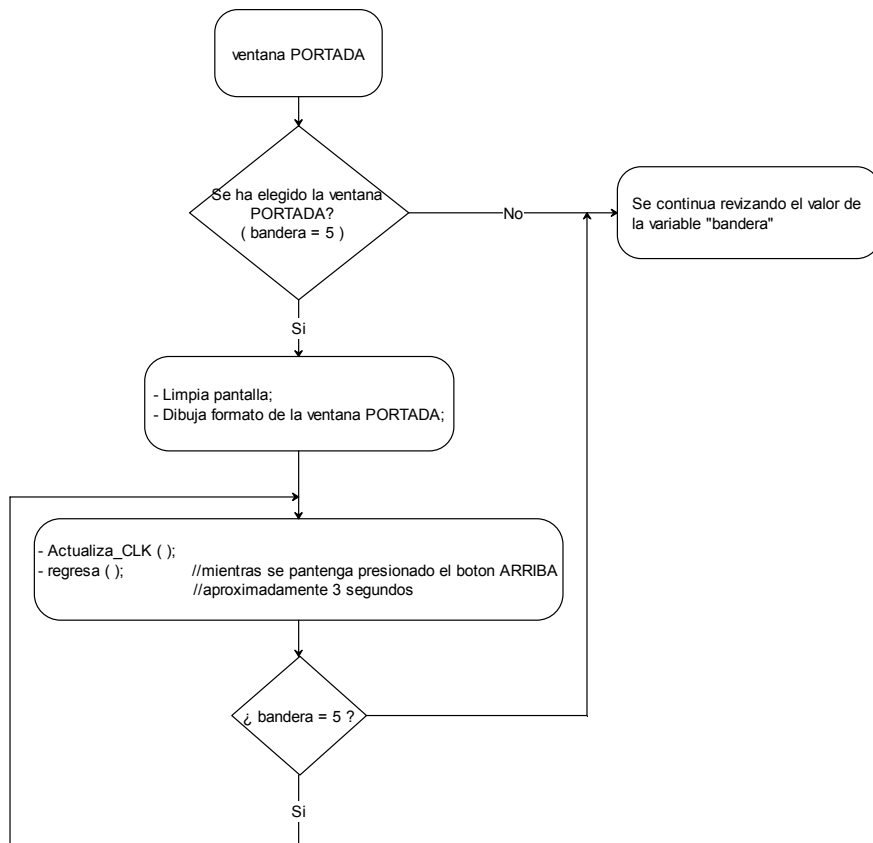 ventana PORTADA
Se ha elegido la ventana
PORTADA?
( bandera = 5 )
No
Se continua revizando el valor de
la variable "bandera"
Si
- Limpia pantalla;
- Dibuja formato de la ventana PORTADA;
- Actualiza_CLK ( );
- regresa ( ); //mientras se pantenga presionado el boton ARRIBA
//aproximadamente 3 segundos
¿ bandera = 5 ?
Si